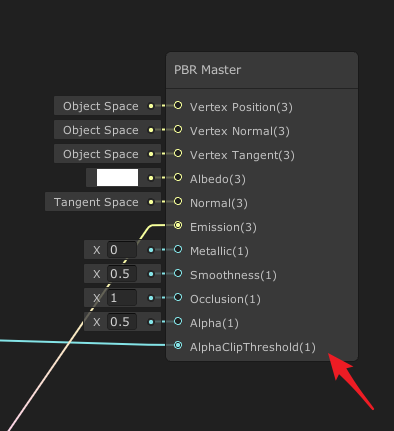 PBR Master
Object Space Vertex Position(3)
Object Space Vertex Normal(3)
Object Space Vertex Tangent(3)
Albedo(3)
Tangent Space Normal(3)
Emission(3)
X 0 Metallic(1)
X 0.5 Smoothness(1)
X 1 Occlusion(1)
X 0.5 Alpha(1)
AlphaClipThreshold(1)